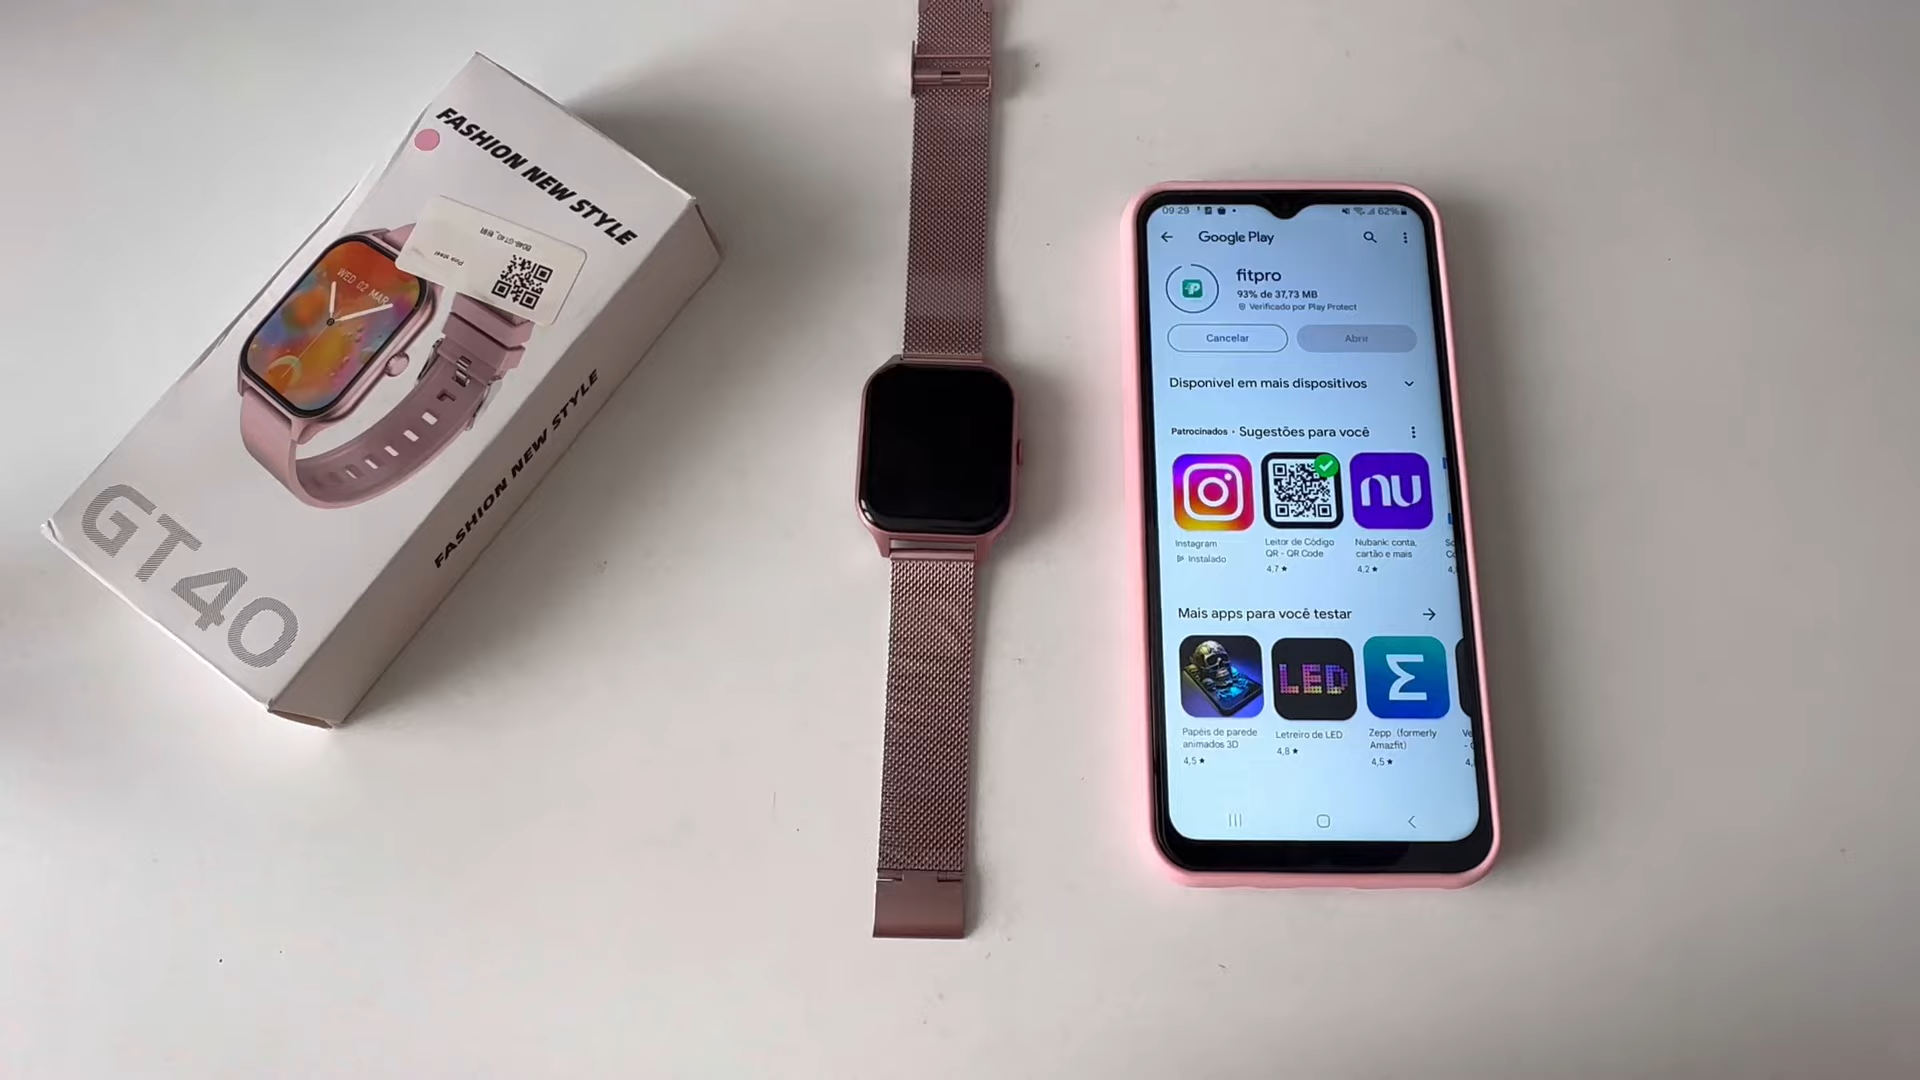 FASHION NEW STYLE
Pink steel
WED 02 MAR
FASHION NEW STYLE
GT40
09:29
62%
Google Play
fitpro
93% de 37,73 MB
Verificado por Play Protect
Cancelar
Abrir
Disponível em mais dispositivos
Patrocinados • Sugestões para você
nu
Instagram
Instalado
Leitor de Código
QR - QR Code
4,7 ★
Nubank: conta,
cartão e mais
4,2 ★
Mais apps para você testar
LED
Papéis de parede
animados 3D
4,5 ★
Letreiro de LED
4,8 ★
Zepp (formerly
Amazfit)
4,5 ★